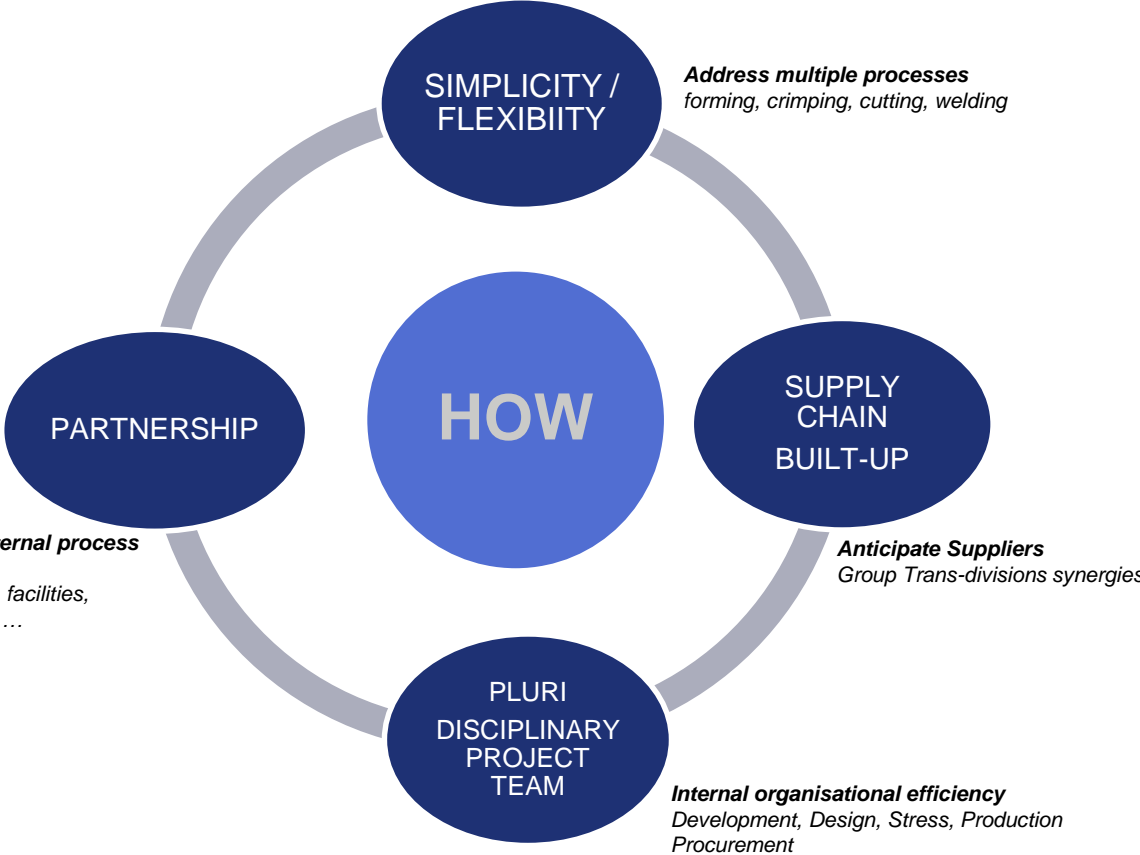 SIMPLICITY /
FLEXIBIITY
Address multiple processes
forming, crimping, cutting, welding
HOW
SUPPLY
CHAIN
BUILT-UP
PARTNERSHIP
process
facilities,
…
Anticipate Suppliers
Group Trans-divisions synergies
PLURI
DISCIPLINARY
PROJECT
TEAM
Internal organisational efficiency
Development, Design, Stress, Production
Procurement